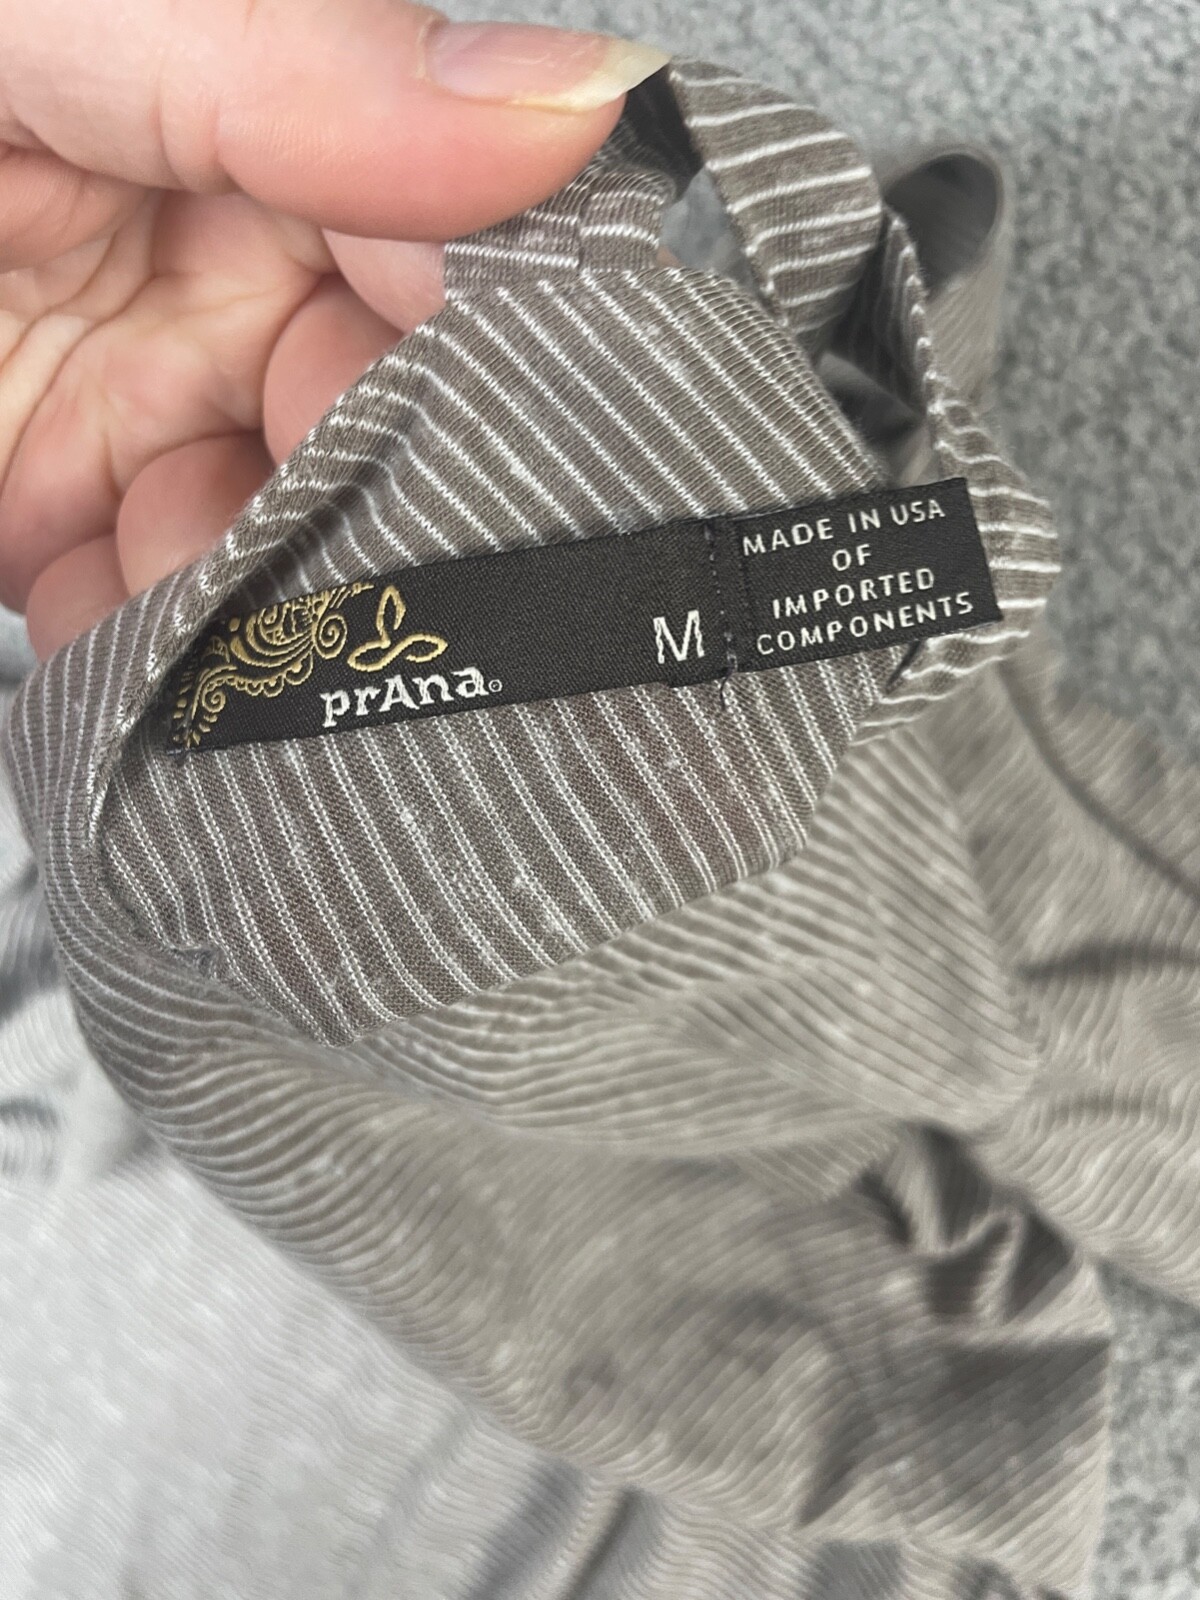 prAna®
M
MADE IN USA
OF
IMPORTED
COMPONENTS